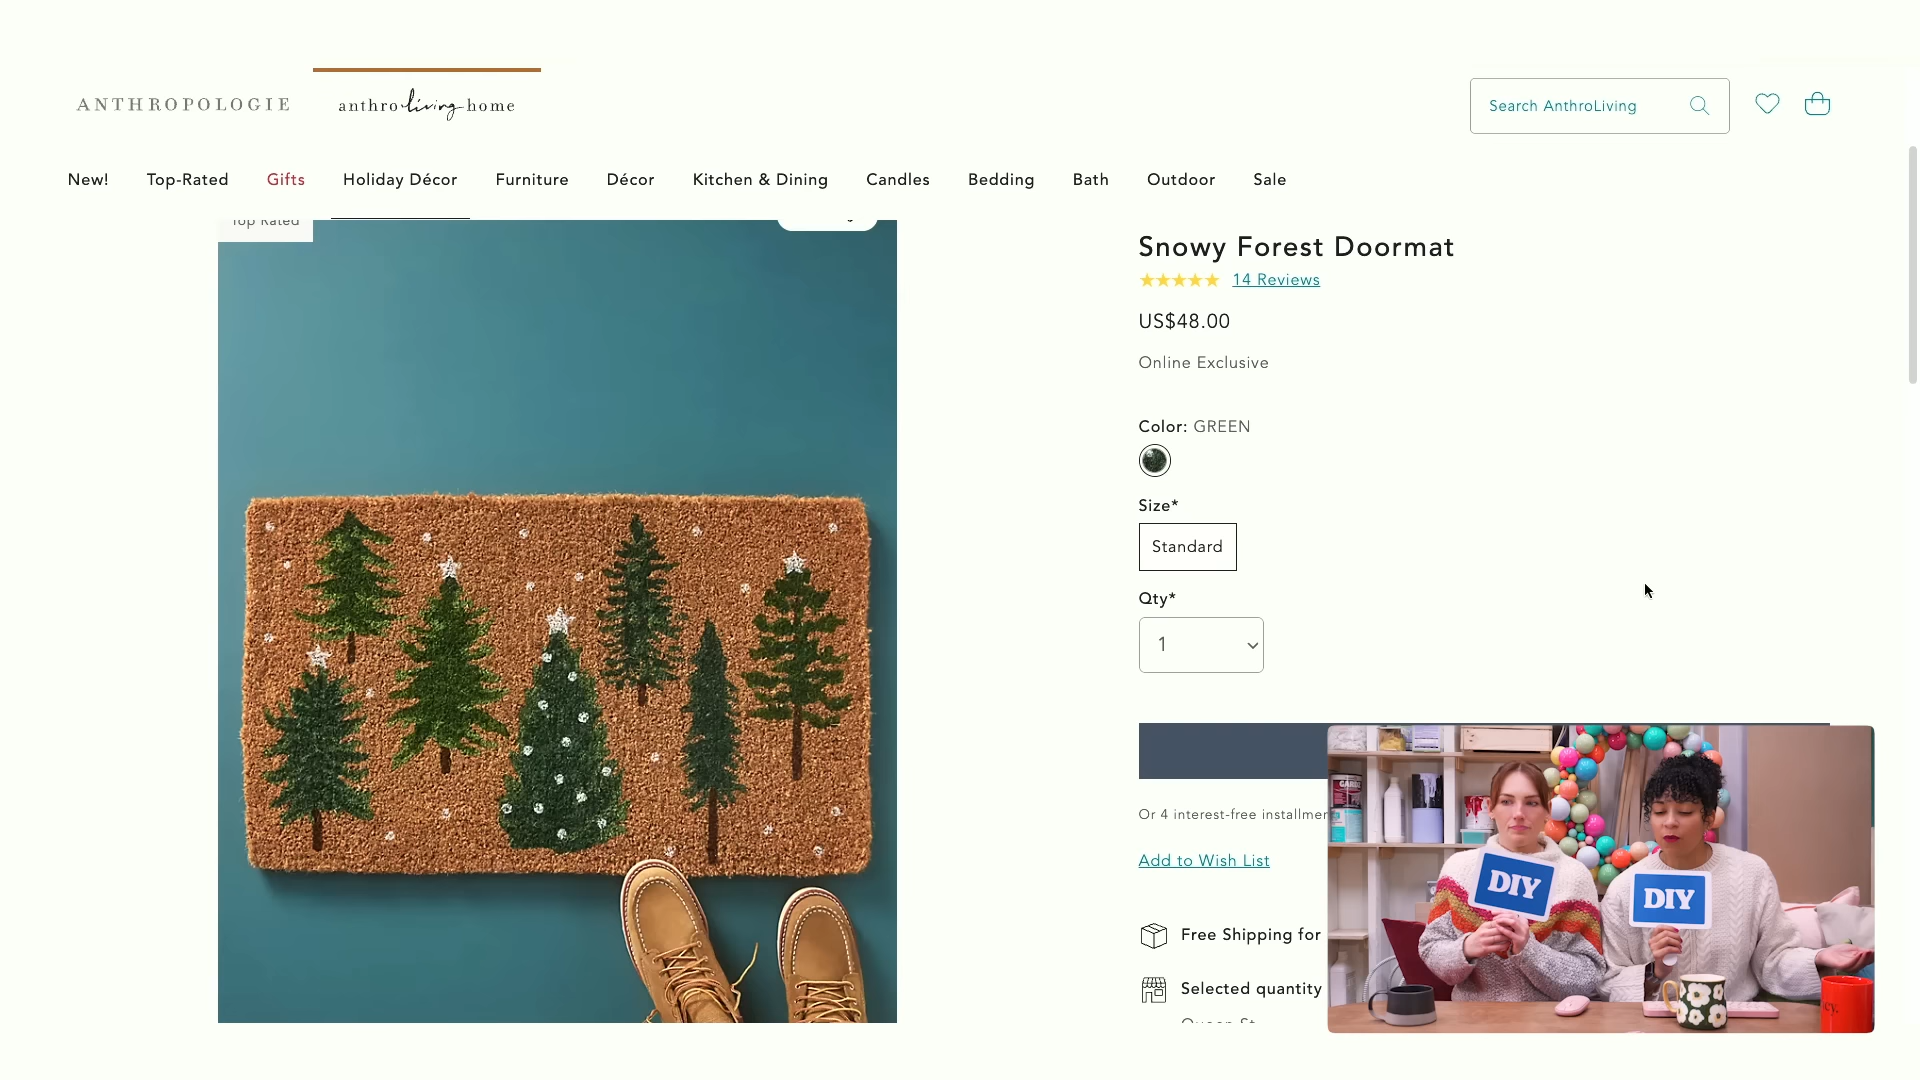 ANTHROPOLOGIE
anthroliving home
Search AnthroLiving
New! Top-Rated Gifts Holiday Décor Furniture Décor Kitchen & Dining Candles Bedding Bath Outdoor Sale
Top Rated
Snowy Forest Doormat
14 Reviews
US$48.00
Online Exclusive
Color: GREEN
Size*
Standard
Qty*
1
Or 4 interest-free installmen
Add to Wish List
Free Shipping for
Selected quantity
Queen St
DIY
DIY